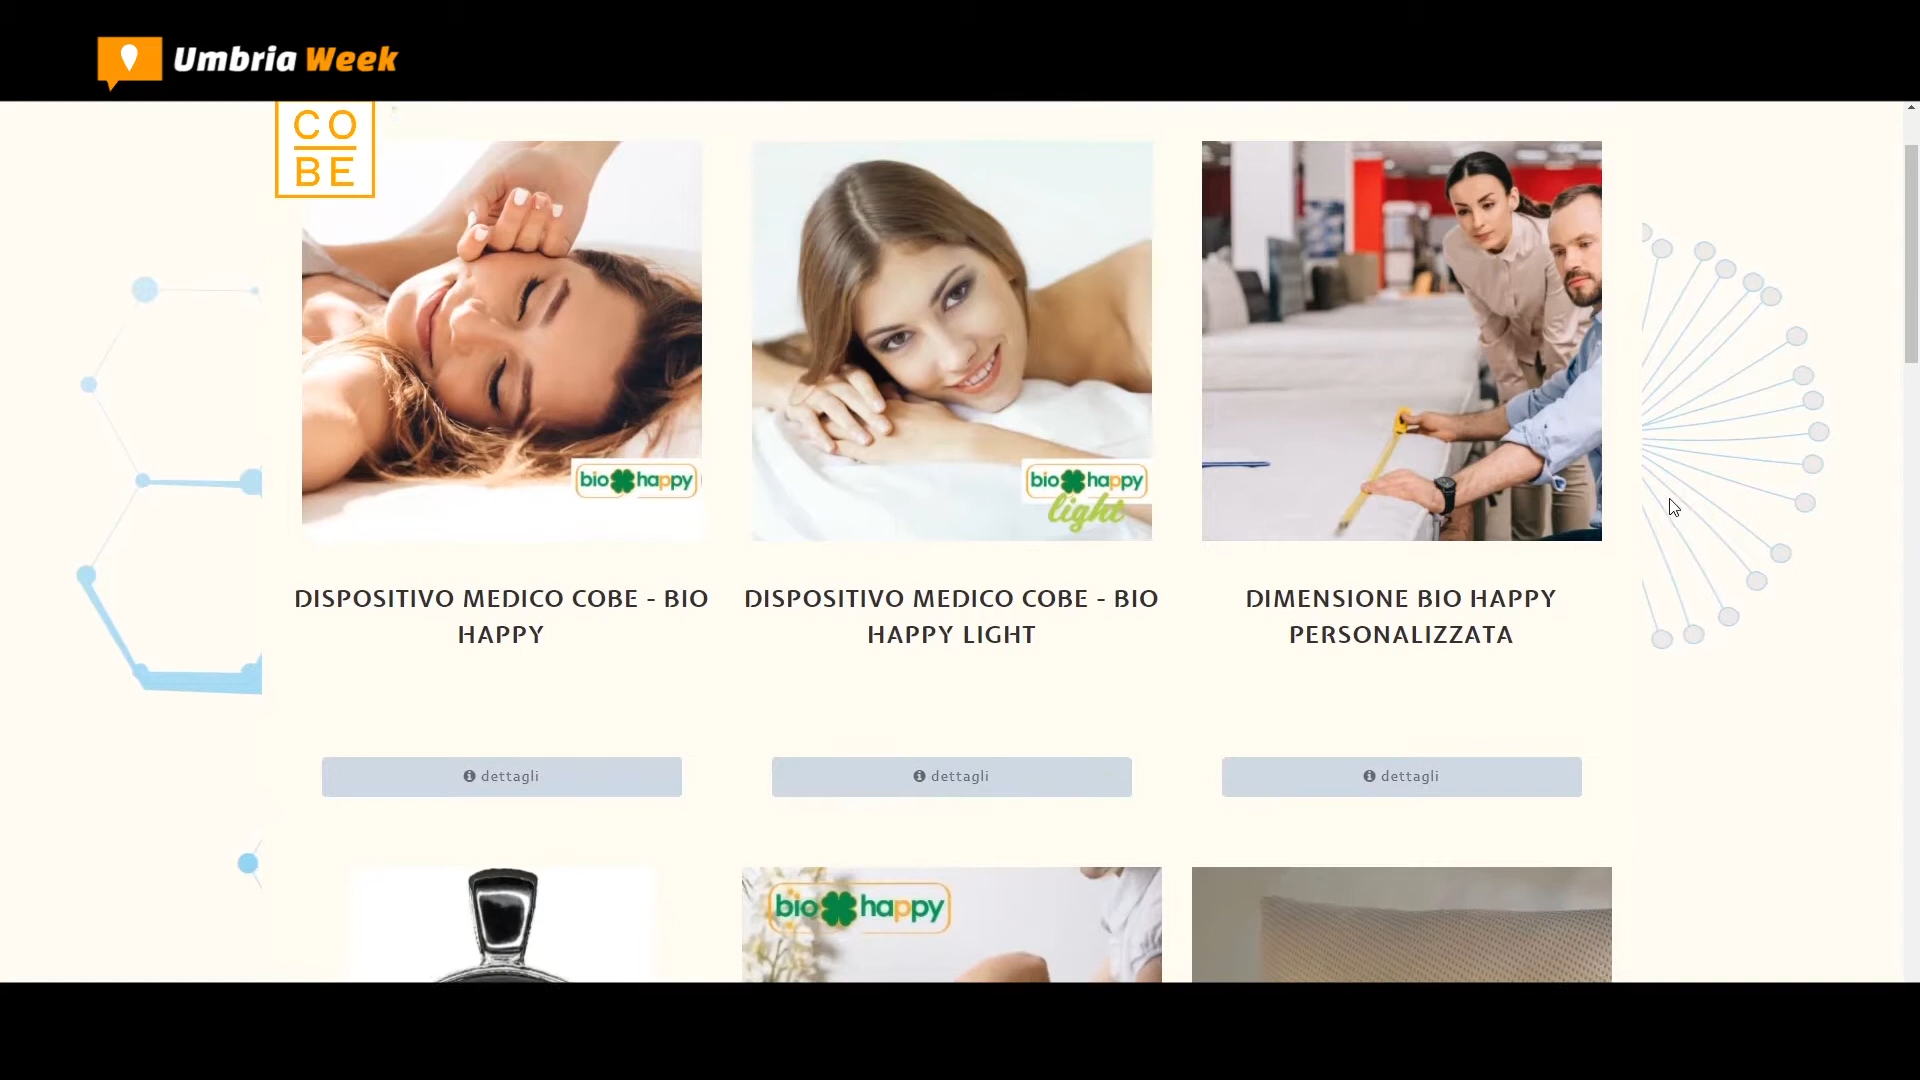 Umbria Week
CO
BE
bio happy
bio happy
light
DISPOSITIVO MEDICO COBE - BIO
HAPPY
DISPOSITIVO MEDICO COBE - BIO
HAPPY LIGHT
DIMENSIONE BIO HAPPY
PERSONALIZZATA
dettagli
dettagli
dettagli
bio happy